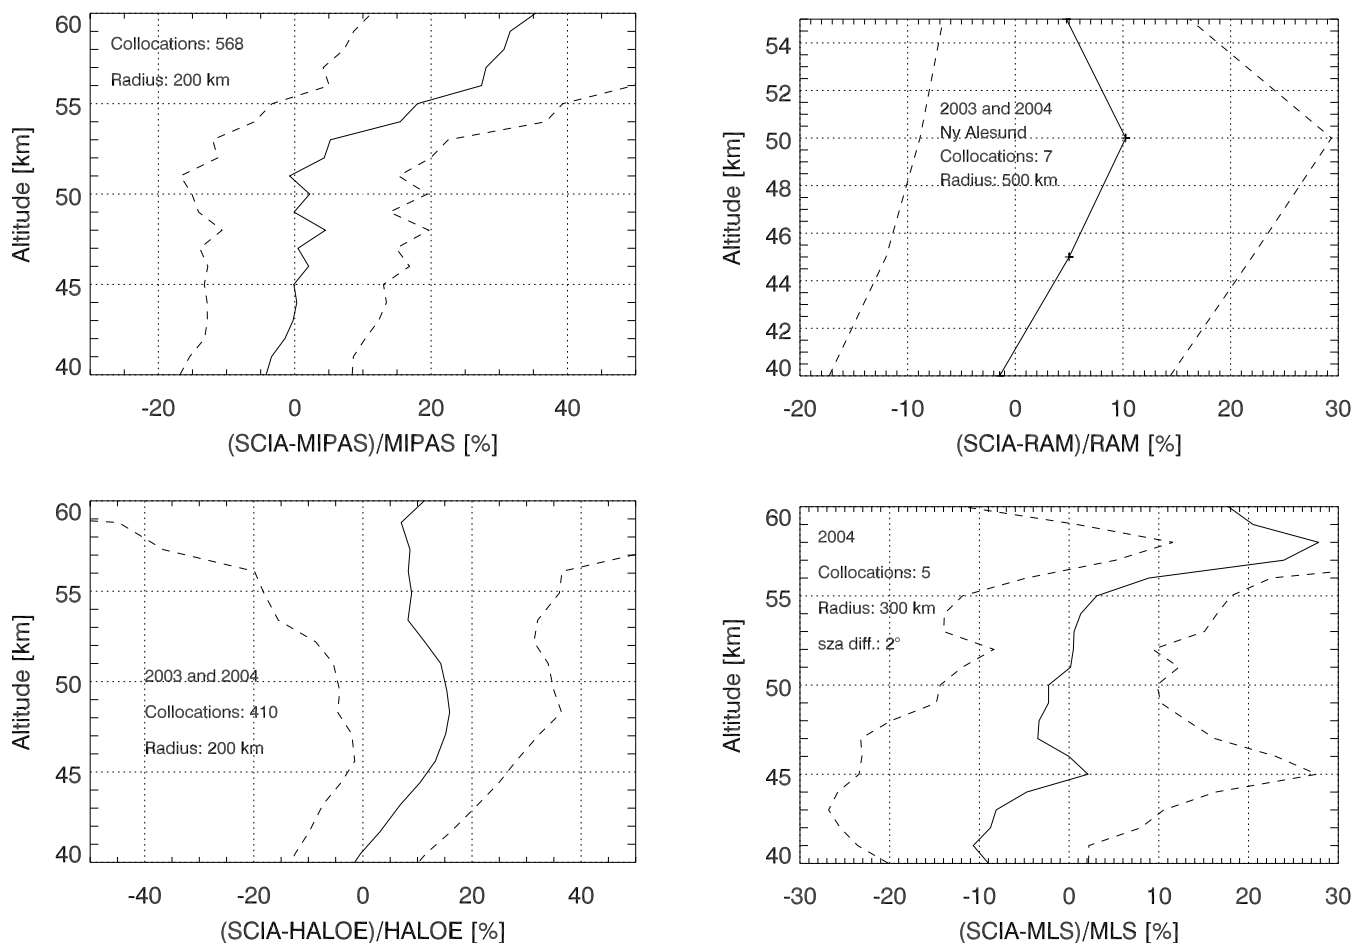 60
55
50
45
40
Altitude [km]
Collocations: 568
Radius: 200 km
-20 0 20 40
(SCIA-MIPAS)/MIPAS [%]
54
52
50
48
46
44
42
40
Altitude [km]
2003 and 2004
Ny Alesund
Collocations: 7
Radius: 500 km
-20 -10 0 10 20 30
(SCIA-RAM)/RAM [%]
60
55
50
45
40
Altitude [km]
2003 and 2004
Collocations: 410
Radius: 200 km
-40 -20 0 20 40
(SCIA-HALOE)/HALOE [%]
60
55
50
45
40
Altitude [km]
2004
Collocations: 5
Radius: 300 km
sza diff.: 2°
-30 -20 -10 0 10 20 30
(SCIA-MLS)/MLS [%]